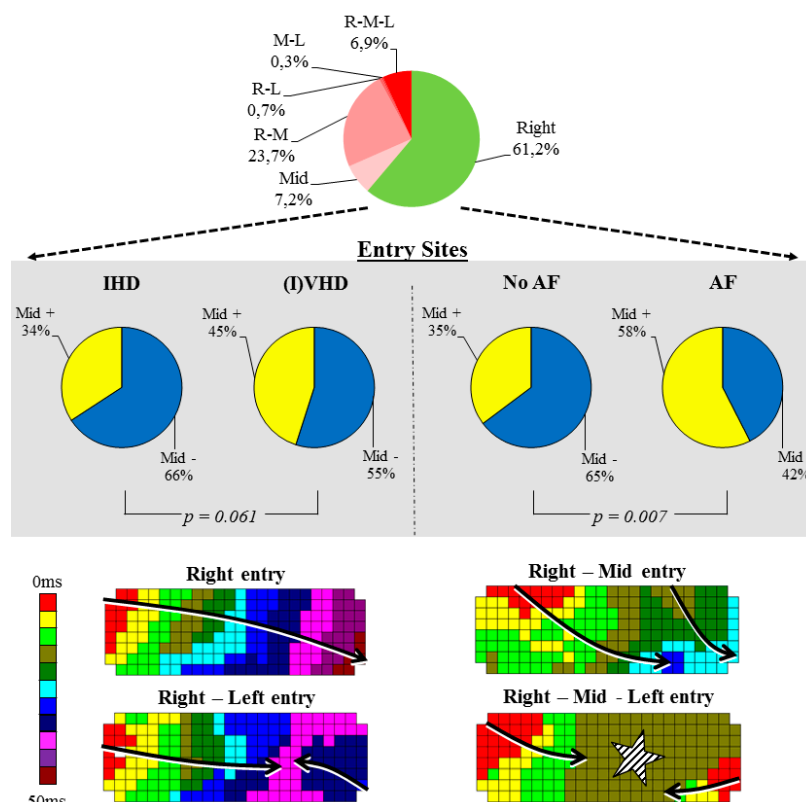 R-M-L
6,9%
M-L
0,3%
R-L
0,7%
R-M
23,7%
Mid
7,2%
Right
61,2%
Entry Sites
IHD
(I)VHD
No AF
AF
Mid +
34%
Mid -
66%
Mid +
45%
Mid -
55%
Mid +
35%
Mid -
65%
Mid +
58%
Mid -
42%
p = 0.061
p = 0.007
0ms
50ms
Right entry
Right – Mid entry
Right – Left entry
Right – Mid - Left entry